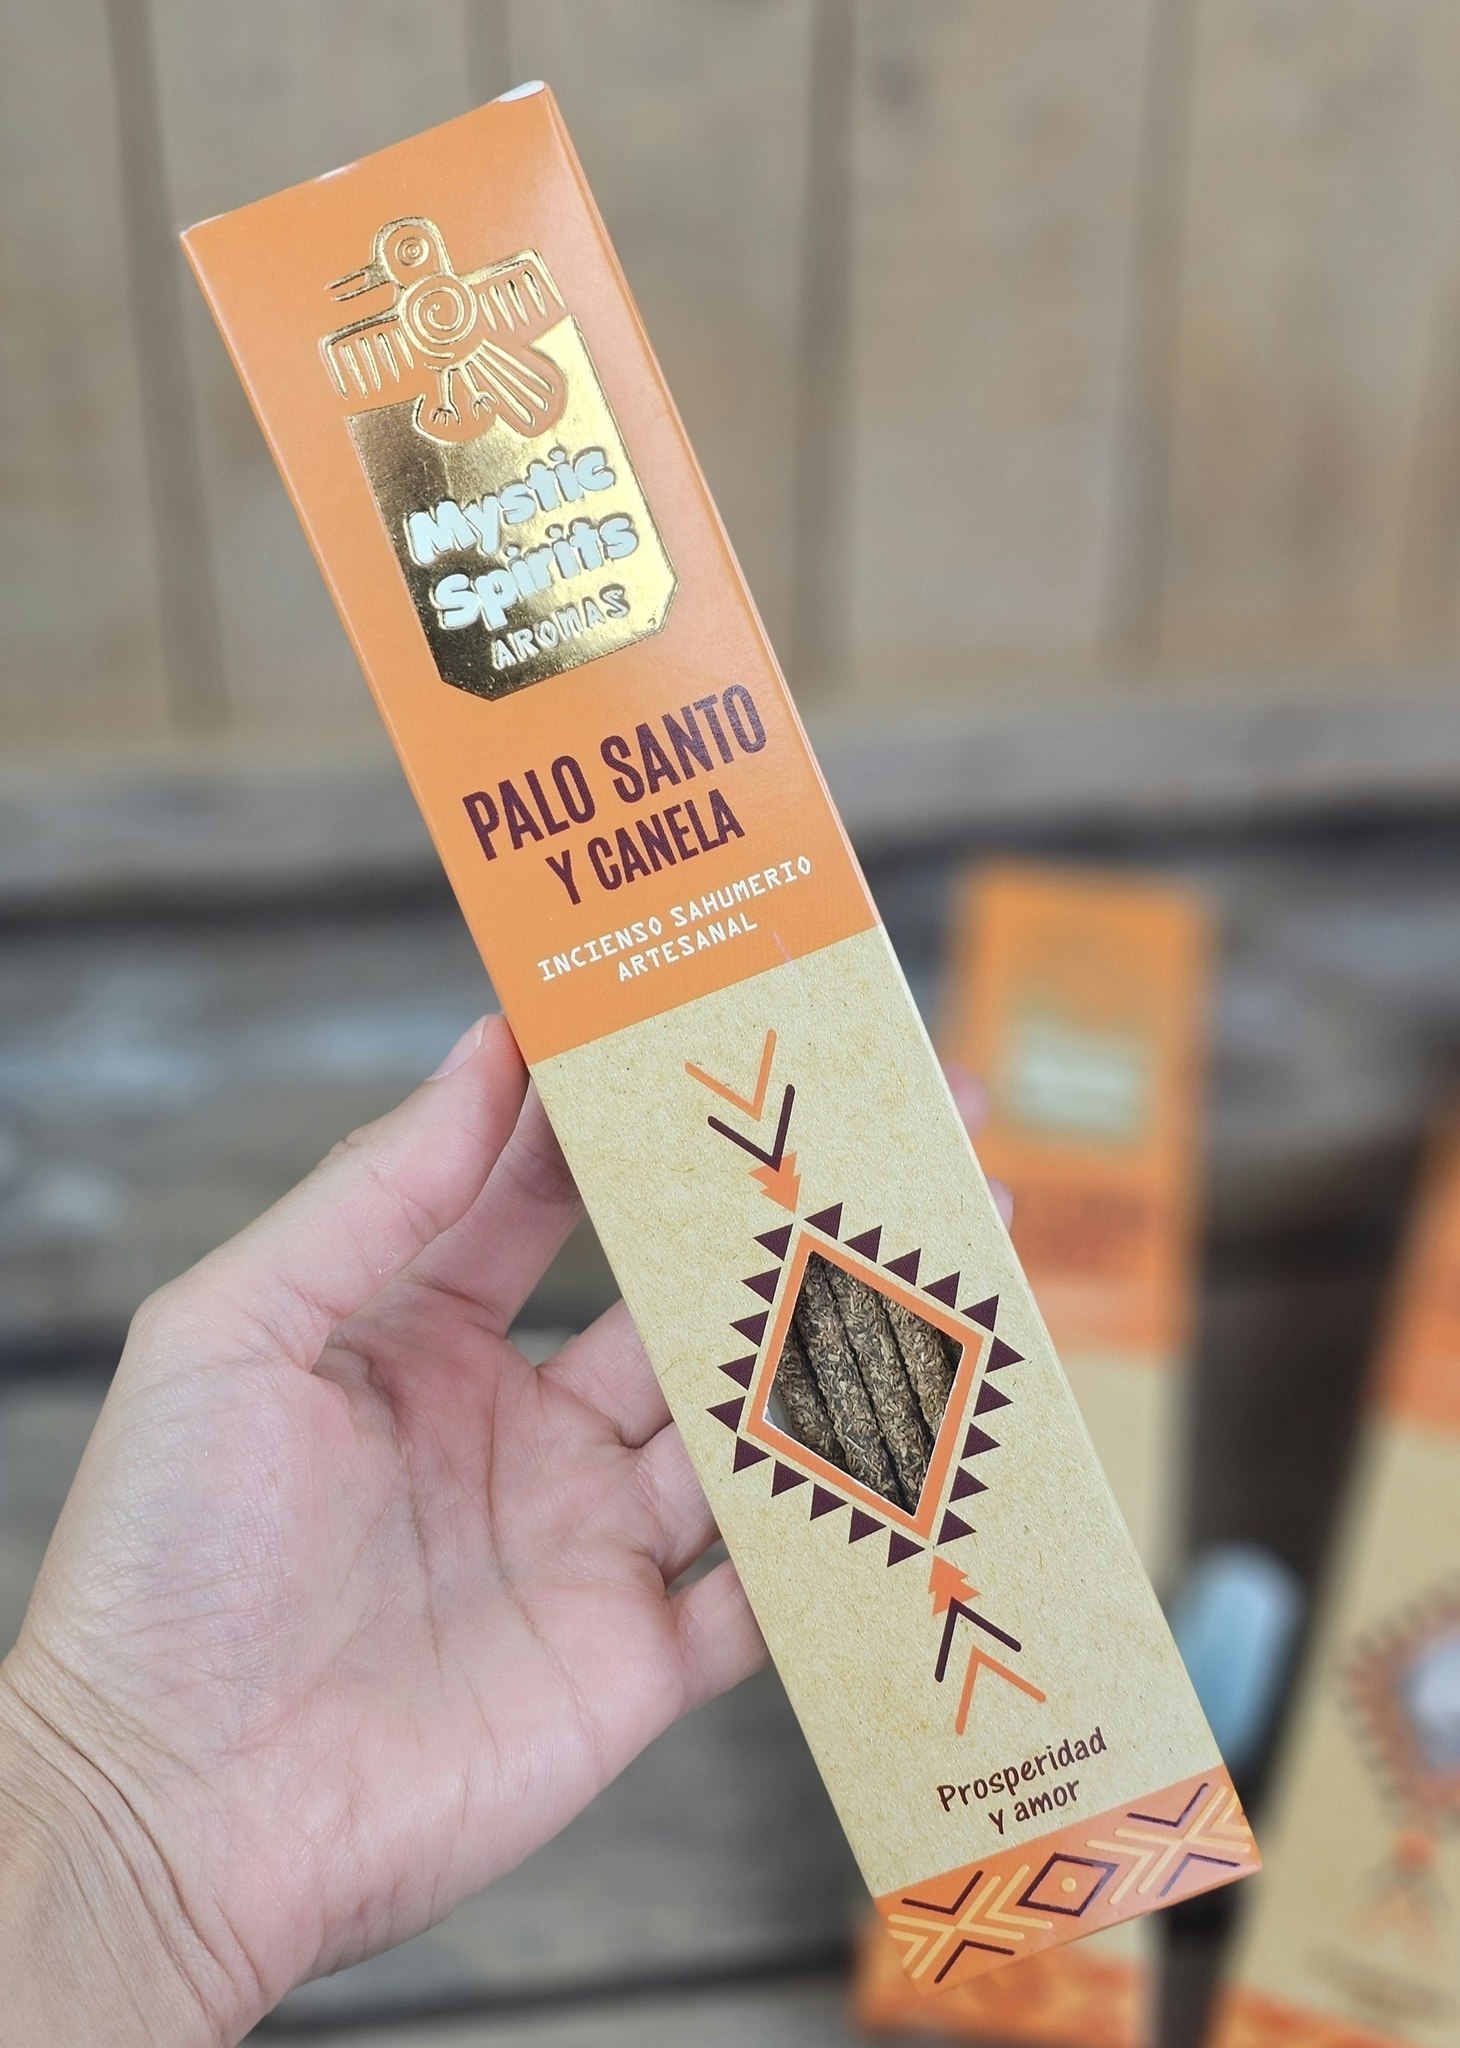 Mystic
Spirits
AROMAS
PALO SANTO
Y CANELA
INCIENSO SAHUMERIO
ARTESANAL
Prosperidad
y amor